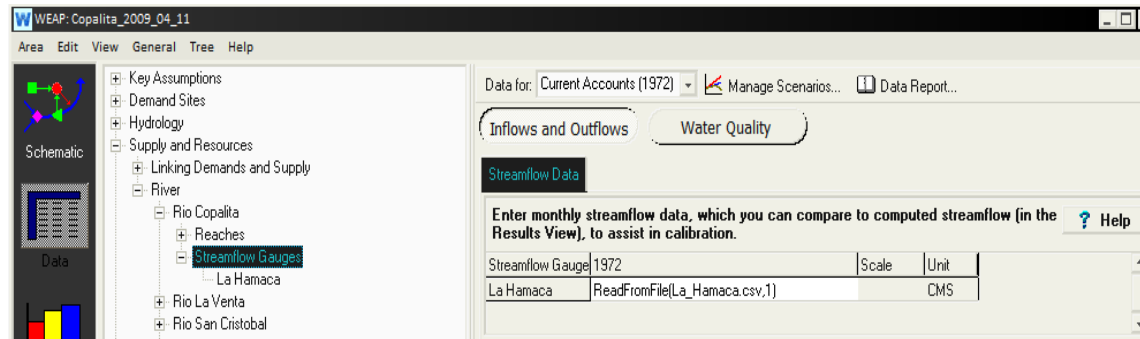 WEAP: Copalita_2009_04_11
Area Edit View General Tree Help
Schematic
Data
Key Assumptions
Demand Sites
Hydrology
Supply and Resources
Linking Demands and Supply
River
Rio Copalita
Reaches
Streamflow Gauges
La Hamaca
Rio La Venta
Rio San Cristobal
Data for: Current Accounts (1972) Manage Scenarios... Data Report...
Inflows and Outflows Water Quality
Streamflow Data
Enter monthly streamflow data, which you can compare to computed streamflow (in the
Results View), to assist in calibration.
? Help
Streamflow Gauge 1972 Scale Unit
La Hamaca ReadFromFile(La_Hamaca.csv,1) CMS